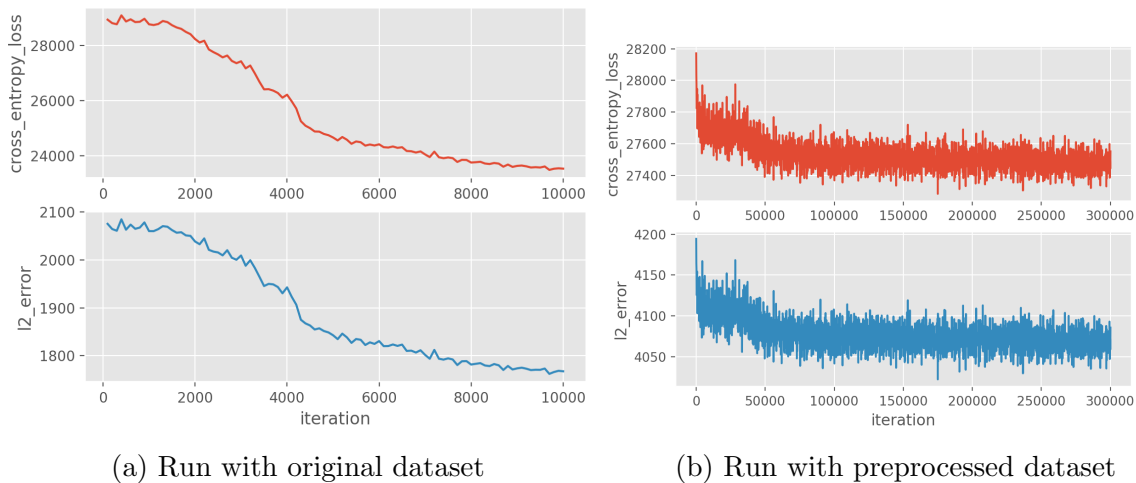 cross_entropy_loss
28000
26000
24000
0 2000 4000 6000 8000 10000
l2_error
2100
2000
1900
1800
0 2000 4000 6000 8000 10000
iteration
(a) Run with original dataset
cross_entropy_loss
28200
28000
27800
27600
27400
0 50000 100000 150000 200000 250000 300000
l2_error
4200
4150
4100
4050
0 50000 100000 150000 200000 250000 300000
iteration
(b) Run with preprocessed dataset